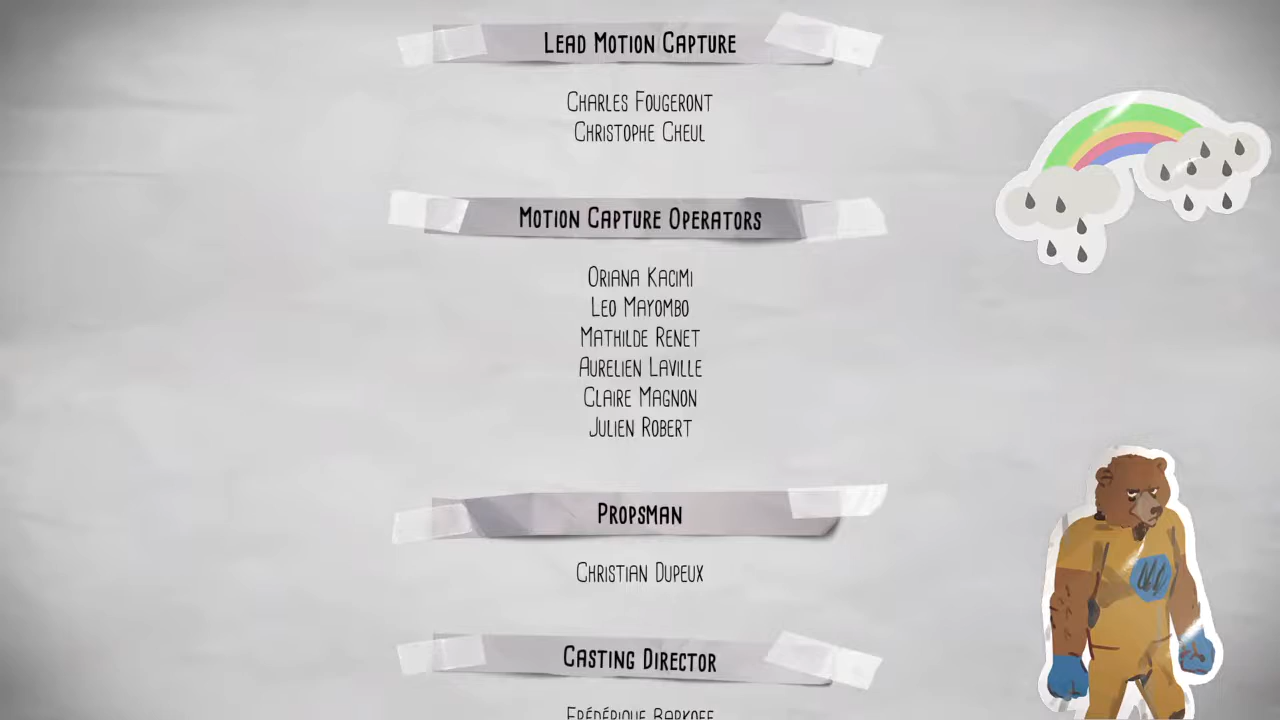 LEAD MOTION CAPTURE
CHARLES FOUGERONT
CHRISTOPHE CHEUL
MOTION CAPTURE OPERATORS
ORIANA KACIMI
LEO MAYOMBO
MATHILDE RENET
AURELIEN LAVILLE
CLAIRE MAGNON
JULIEN ROBERT
PROPSMAN
CHRISTIAN DUPEUX
CASTING DIRECTOR
FRÉDÉRIQUE